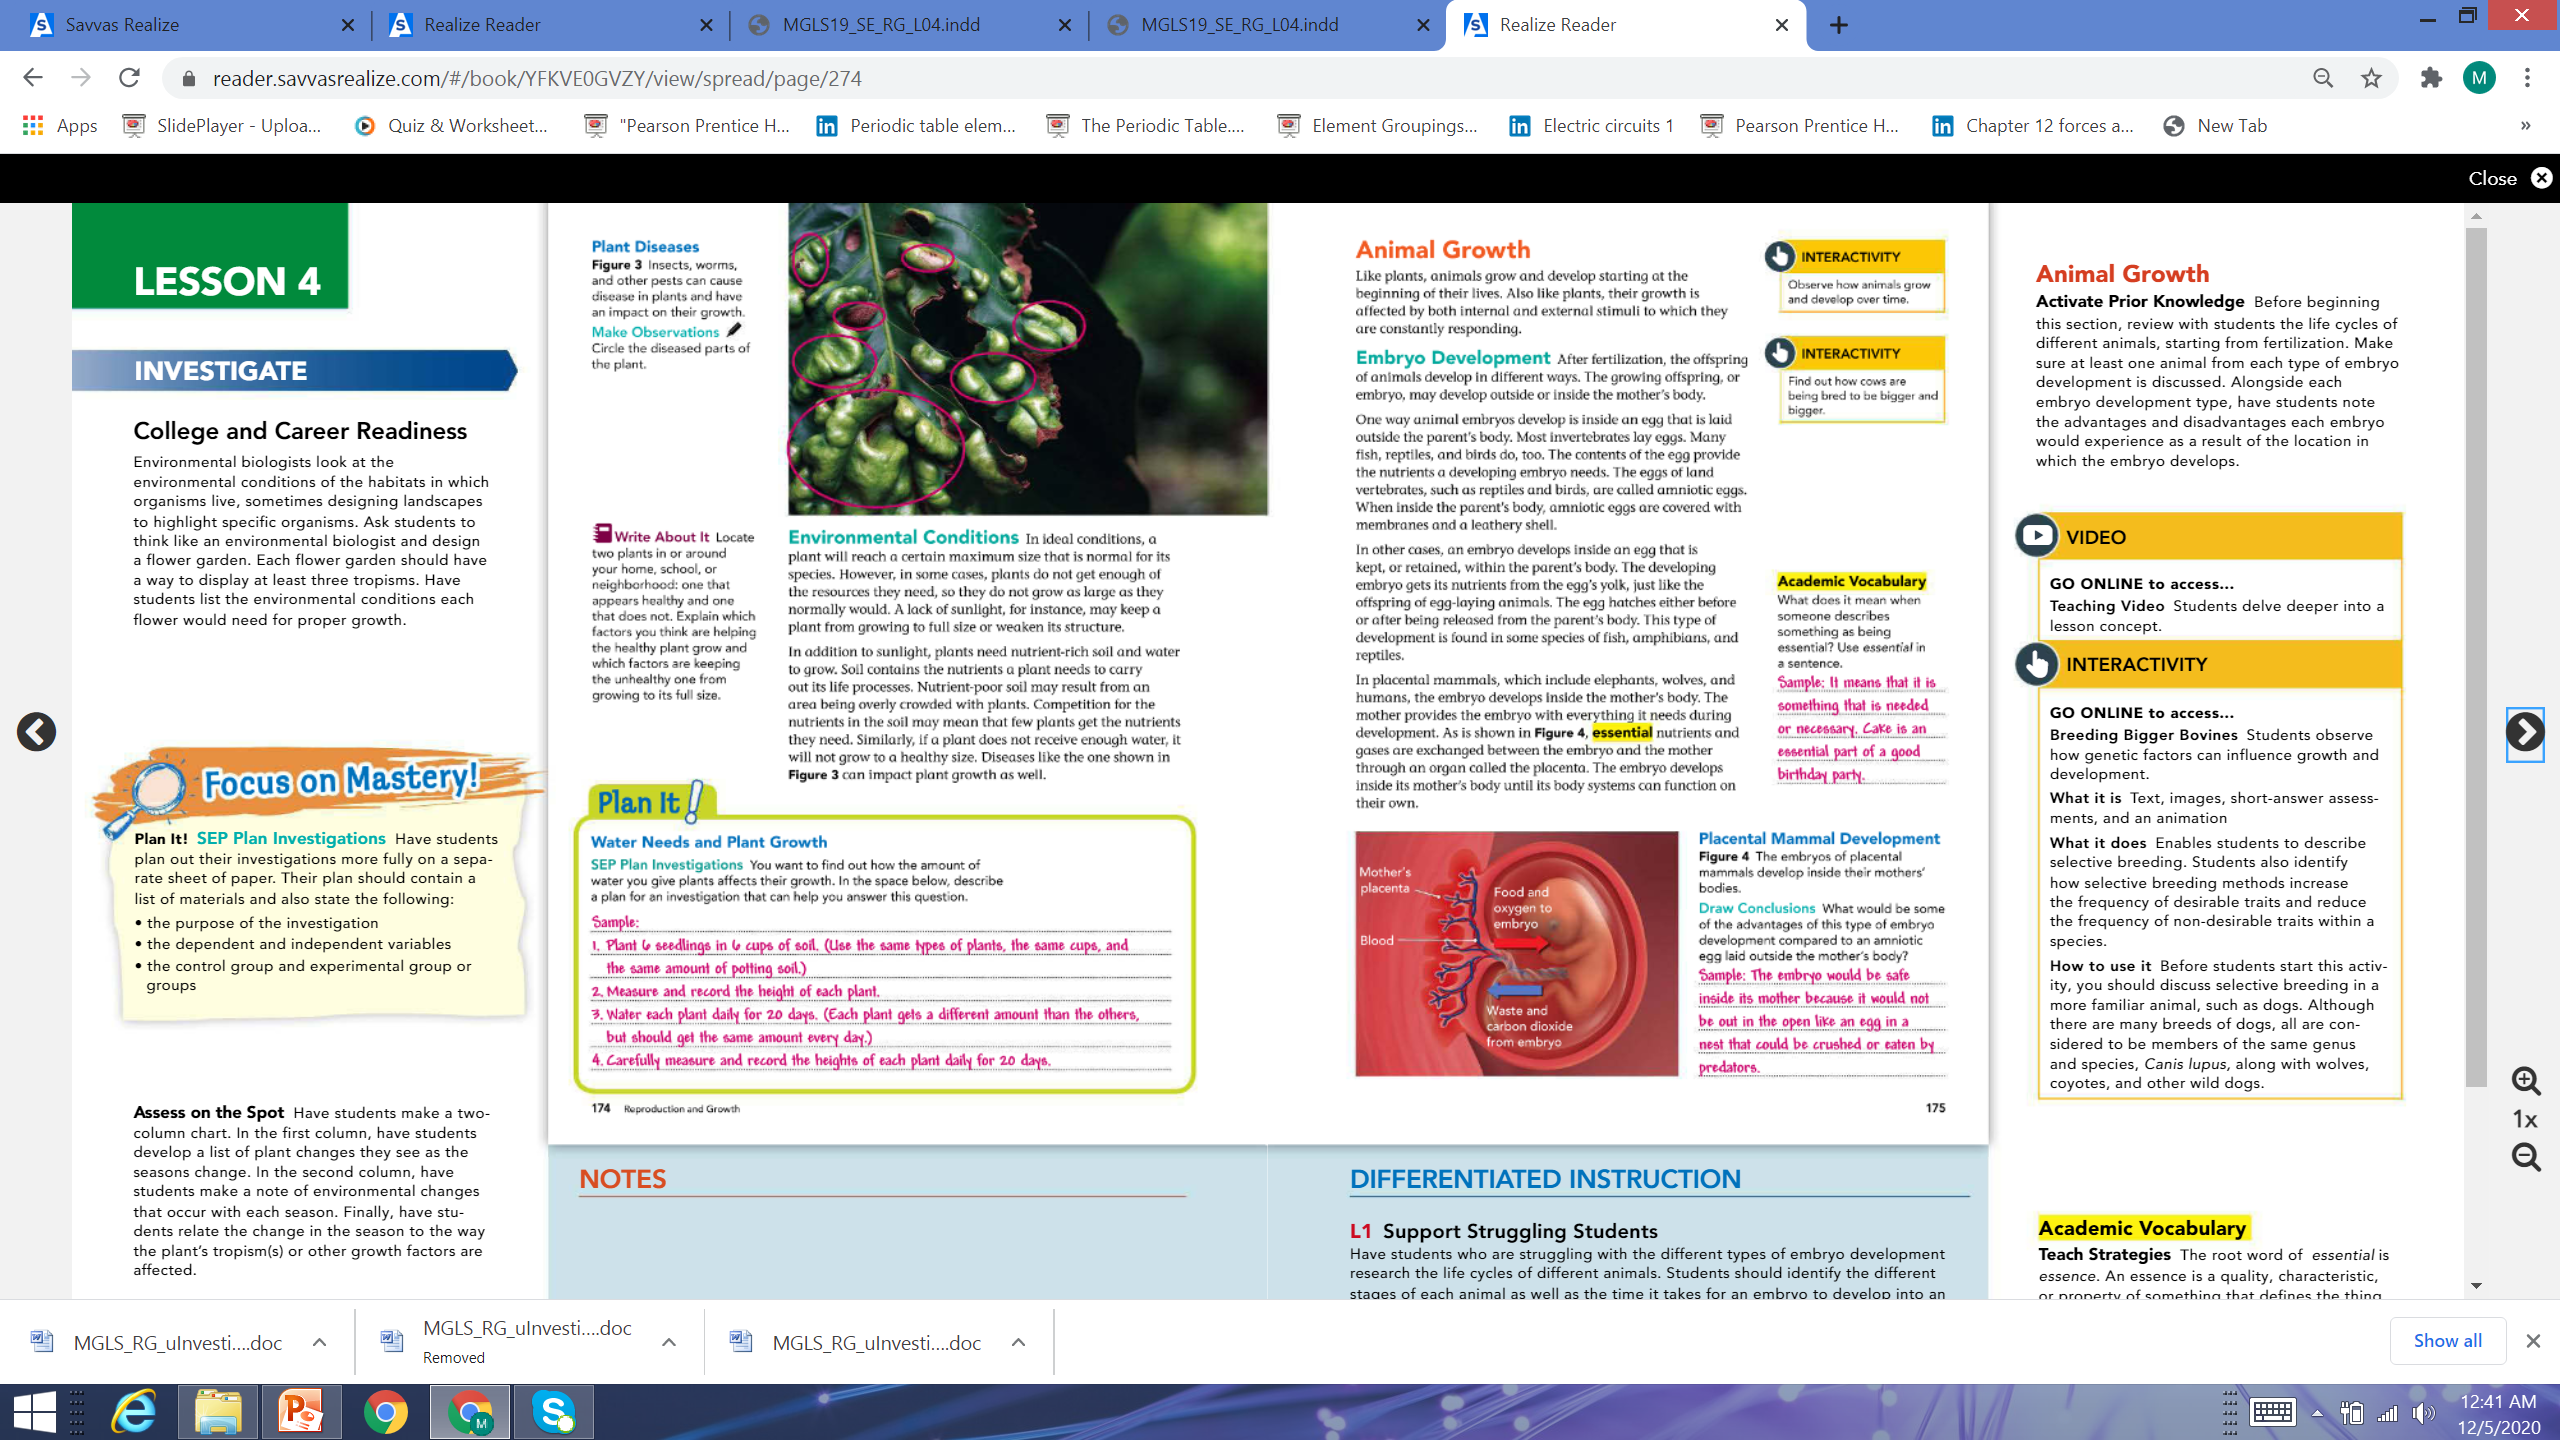 Savvas Realize
Realize Reader
MGLS19_SE_RG_L04.indd
MGLS19_SE_RG_L04.indd
Realize Reader
reader.savvasrealize.com/#/book/YFKVE0GVZY/view/spread/page/274
M
Apps
SlidePlayer - Uploa...
Quiz & Worksheet...
"Pearson Prentice H...
Periodic table elem...
The Periodic Table....
Element Groupings...
Electric circuits 1
Pearson Prentice H...
Chapter 12 forces a...
New Tab
»
Close
LESSON 4
INVESTIGATE
College and Career Readiness
Environmental biologists look at the
environmental conditions of the habitats in which
organisms live, sometimes designing landscapes
to highlight specific organisms. Ask students to
think like an environmental biologist and design
a flower garden. Each flower garden should have
a way to display at least three tropisms. Have
students list the environmental conditions each
flower would need for proper growth.
Focus on Mastery!
Plan It! SEP Plan Investigations Have students
plan out their investigations more fully on a sepa-
rate sheet of paper. Their plan should contain a
list of materials and also state the following:
• the purpose of the investigation
• the dependent and independent variables
• the control group and experimental group or
groups
Assess on the Spot Have students make a two-
column chart. In the first column, have students
develop a list of plant changes they see as the
seasons change. In the second column, have
students make a note of environmental changes
that occur with each season. Finally, have stu-
dents relate the change in the season to the way
the plant's tropism(s) or other growth factors are
affected.
Plant Diseases
Figure 3 Insects, worms,
and other pests can cause
disease in plants and have
an impact on their growth.
Make Observations
Circle the diseased parts of
the plant.
Write About It Locate
two plants in or around
your home, school, or
neighborhood: one that
appears healthy and one
that does not. Explain which
factors you think are helping
the healthy plant grow and
which factors are keeping
the unhealthy one from
growing to its full size.
Environmental Conditions In ideal conditions, a
plant will reach a certain maximum size that is normal for its
species. However, in some cases, plants do not get enough of
the resources they need, so they do not grow as large as they
normally would. A lack of sunlight, for instance, may keep a
plant from growing to full size or weaken its structure.
In addition to sunlight, plants need nutrient-rich soil and water
to grow. Soil contains the nutrients a plant needs to carry
out its life processes. Nutrient-poor soil may result from an
area being overly crowded with plants. Competition for the
nutrients in the soil may mean that few plants get the nutrients
they need. Similarly, if a plant does not receive enough water, it
will not grow to a healthy size. Diseases like the one shown in
Figure 3 can impact plant growth as well.
Plan It!
Water Needs and Plant Growth
SEP Plan Investigations You want to find out how the amount of
water you give plants affects their growth. In the space below, describe
a plan for an investigation that can help you answer this question.
Sample:
1. Plant 6 seedlings in 6 cups of soil. (Use the same types of plants, the same cups, and
the same amount of potting soil.)
2. Measure and record the height of each plant.
3. Water each plant daily for 20 days. (Each plant gets a different amount than the others,
but should get the same amount every day.)
4. Carefully measure and record the heights of each plant daily for 20 days.
174 Reproduction and Growth
NOTES
Animal Growth
Like plants, animals grow and develop starting at the
beginning of their lives. Also like plants, their growth is
affected by both internal and external stimuli to which they
are constantly responding.
Embryo Development After fertilization, the offspring
of animals develop in different ways. The growing offspring, or
embryo, may develop outside or inside the mother's body.
One way animal embryos develop is inside an egg that is laid
outside the parent's body. Most invertebrates lay eggs. Many
fish, reptiles, and birds do, too. The contents of the egg provide
the nutrients a developing embryo needs. The eggs of land
vertebrates, such as reptiles and birds, are called amniotic eggs.
When inside the parent's body, amniotic eggs are covered with
membranes and a leathery shell.
In other cases, an embryo develops inside an egg that is
kept, or retained, within the parent's body. The developing
embryo gets its nutrients from the egg's yolk, just like the
offspring of egg-laying animals. The egg hatches either before
or after being released from the parent's body. This type of
development is found in some species of fish, amphibians, and
reptiles.
In placental mammals, which include elephants, wolves, and
humans, the embryo develops inside the mother's body. The
mother provides the embryo with everything it needs during
development. As is shown in Figure 4, essential nutrients and
gases are exchanged between the embryo and the mother
through an organ called the placenta. The embryo develops
inside its mother's body until its body systems can function on
their own.
INTERACTIVITY
Observe how animals grow
and develop over time.
INTERACTIVITY
Find out how cows are
being bred to be bigger and
bigger.
Academic Vocabulary
What does it mean when
someone describes
something as being
essential? Use essential in
a sentence.
Sample: It means that it is
something that is needed
or necessary. Cake is an
essential part of a good
birthday party.
Mother's
placenta
Blood
Food and
oxygen to
embryo
Waste and
carbon dioxide
from embryo
Placental Mammal Development
Figure 4 The embryos of placental
mammals develop inside their mothers'
bodies.
Draw Conclusions What would be some
of the advantages of this type of embryo
development compared to an amniotic
egg laid outside the mother's body?
Sample: The embryo would be safe
inside its mother because it would not
be out in the open like an egg in a
nest that could be crushed or eaten by
predators.
175
DIFFERENTIATED INSTRUCTION
L1 Support Struggling Students
Have students who are struggling with the different types of embryo development
research the life cycles of different animals. Students should identify the different
stages of each animal as well as the time it takes for an embryo to develop into an
Animal Growth
Activate Prior Knowledge Before beginning
this section, review with students the life cycles of
different animals, starting from fertilization. Make
sure at least one animal from each type of embryo
development is discussed. Alongside each
embryo development type, have students note
the advantages and disadvantages each embryo
would experience as a result of the location in
which the embryo develops.
VIDEO
GO ONLINE to access...
Teaching Video Students delve deeper into a
lesson concept.
INTERACTIVITY
GO ONLINE to access...
Breeding Bigger Bovines Students observe
how genetic factors can influence growth and
development.
What it is Text, images, short-answer assess-
ments, and an animation
What it does Enables students to describe
selective breeding. Students also identify
how selective breeding methods increase
the frequency of desirable traits and reduce
the frequency of non-desirable traits within a
species.
How to use it Before students start this activ-
ity, you should discuss selective breeding in a
more familiar animal, such as dogs. Although
there are many breeds of dogs, all are con-
sidered to be members of the same genus
and species, Canis lupus, along with wolves,
coyotes, and other wild dogs.
Academic Vocabulary
Teach Strategies The root word of essential is
essence. An essence is a quality, characteristic,
or property of something that defines the thing
1x
MGLS_RG_uInvesti....doc
MGLS_RG_uInvesti....doc
Removed
MGLS_RG_uInvesti....doc
Show all
12:41 AM
12/5/2020